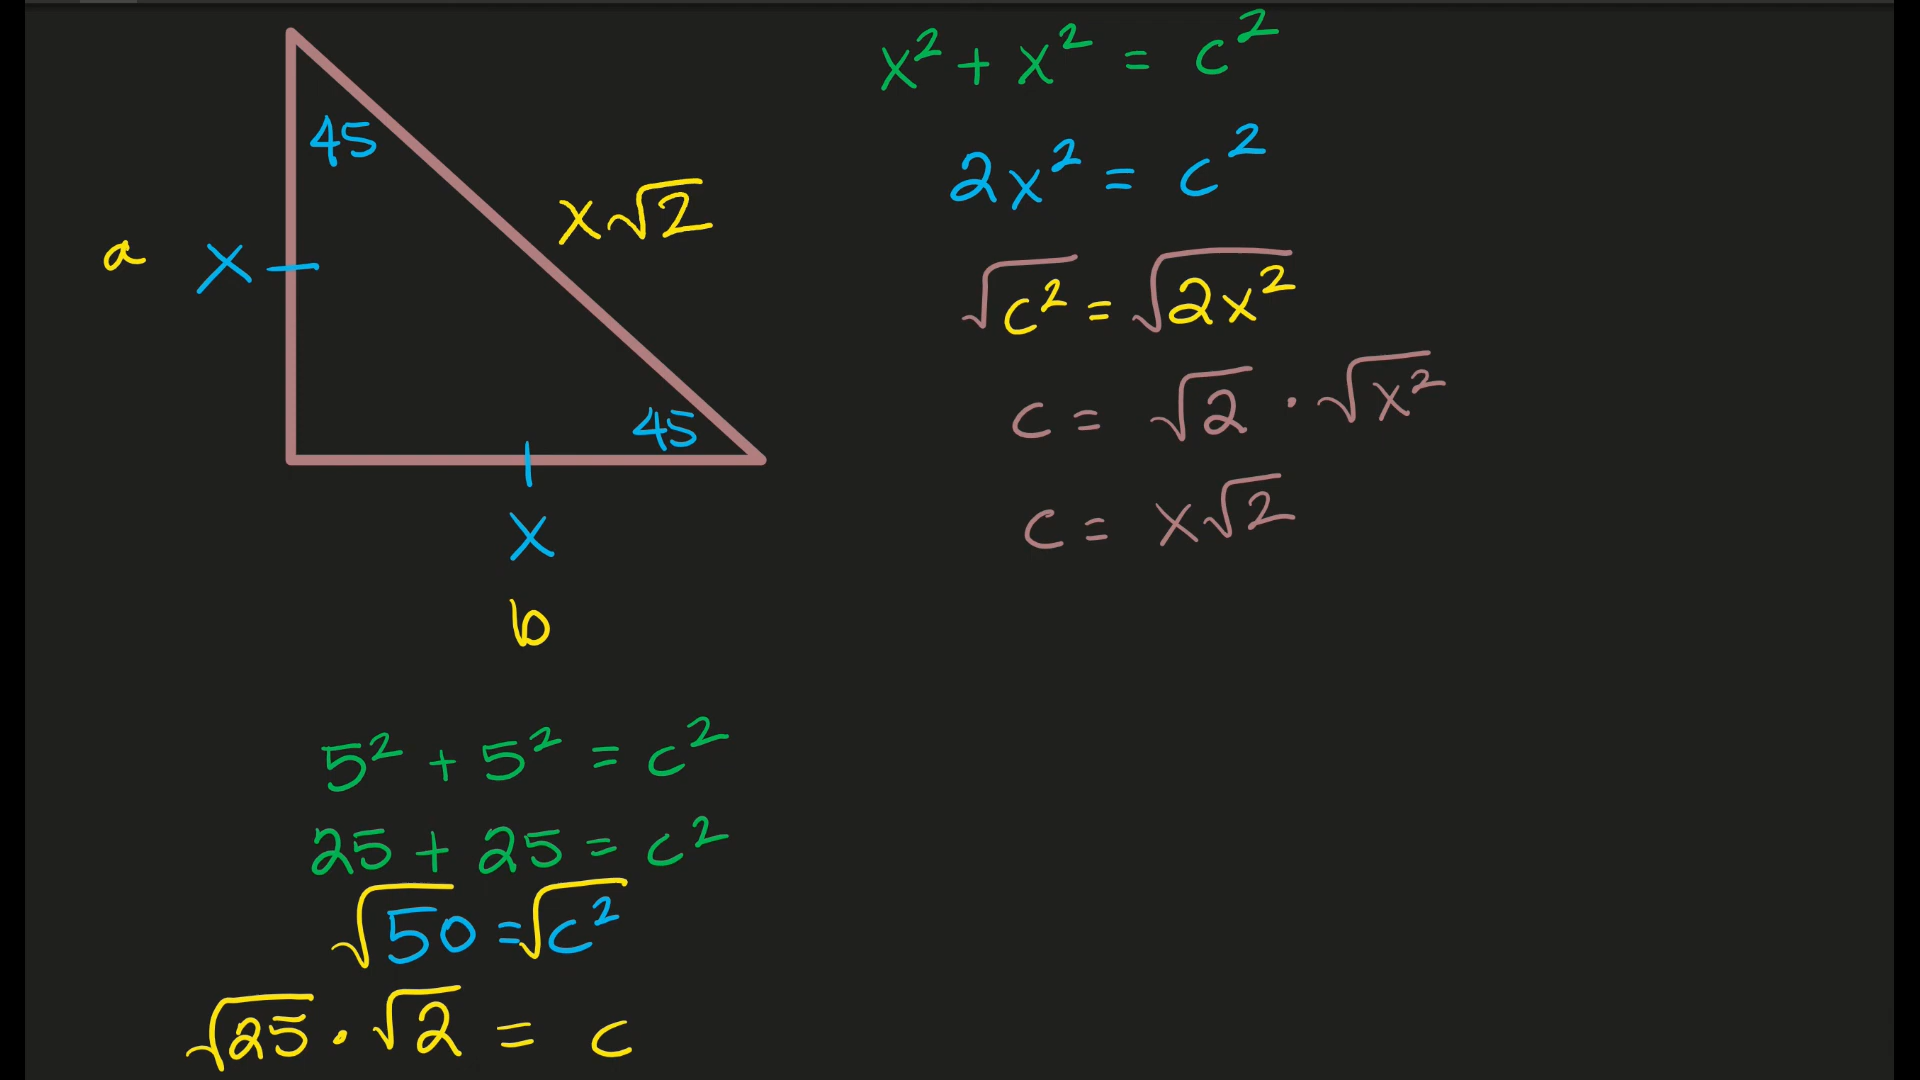 45
x√2
a x
45
x
b
x² + x² = c²
2x² = c²
√c² = √2x²
c = √2 · √x²
c = x√2
5² + 5² = c²
25 + 25 = c²
√50 = √c²
√25 · √2 = c